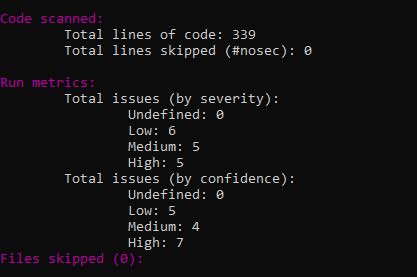 Code scanned:
Total lines of code: 339
Total lines skipped (#nosec): 0
Run metrics:
Total issues (by severity):
Undefined: 0
Low: 6
Medium: 5
High: 5
Total issues (by confidence):
Undefined: 0
Low: 5
Medium: 4
High: 7
Files skipped (0):